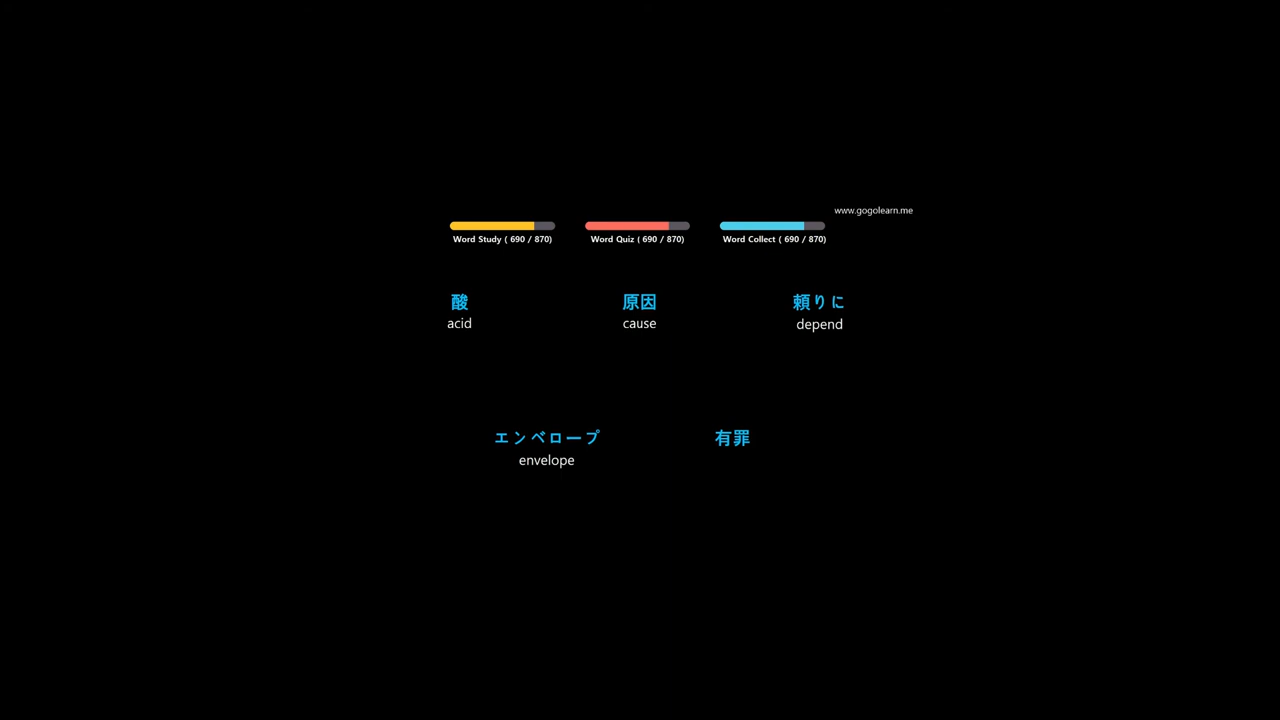 www.gogolearn.me
Word Study ( 690 / 870)
Word Quiz ( 690 / 870)
Word Collect ( 690 / 870)
酸
acid
原因
cause
頼りに
depend
エンベロープ
envelope
有罪